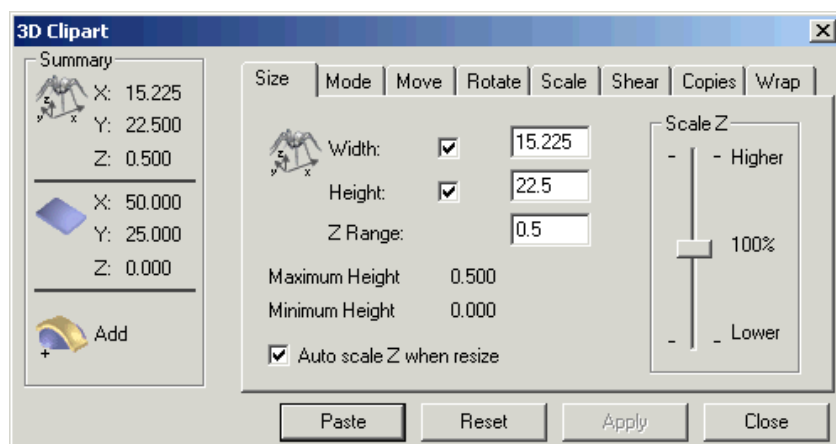 3D Clipart
Summary
X: 15.225
Y: 22.500
Z: 0.500
X: 50.000
Y: 25.000
Z: 0.000
Add
Size Mode Move Rotate Scale Shear Copies Wrap
z
y x
Width: 15.225
Height: 22.5
Z Range: 0.5
Maximum Height 0.500
Minimum Height 0.000
Auto scale Z when resize
Scale Z
Higher
100%
Lower
Paste Reset Apply Close